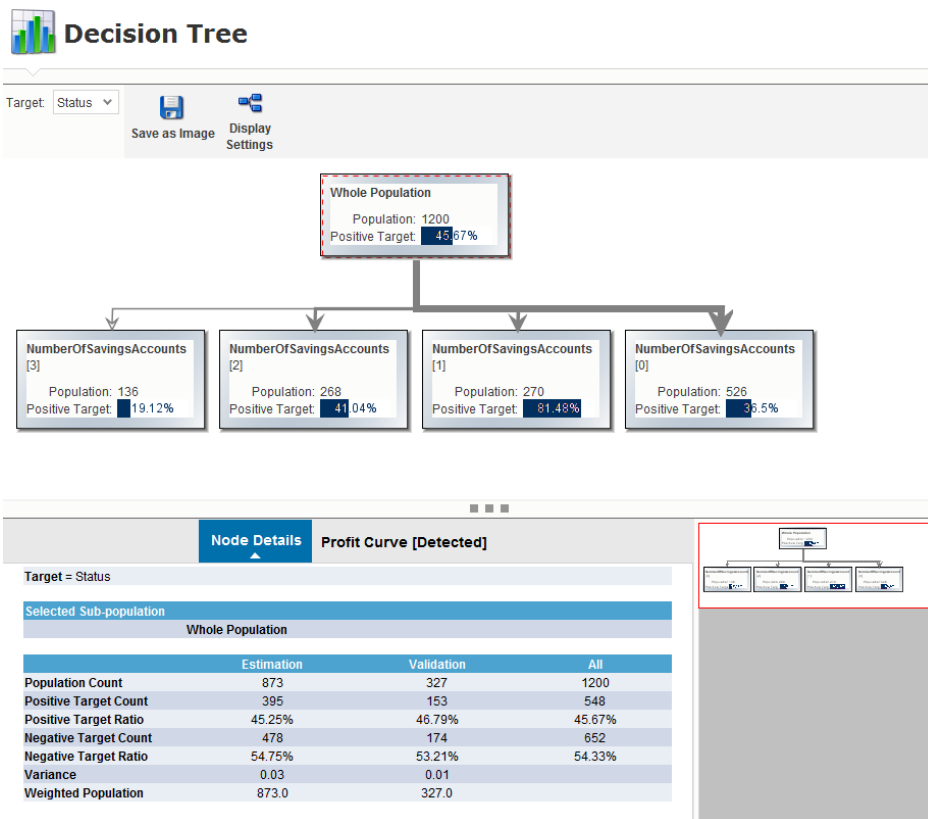 Decision Tree
Target: Status
Save as Image
Display
Settings
Whole Population
Population: 1200
Positive Target: 45.67%
NumberOfSavingsAccounts
[3]
Population: 136
Positive Target: 19.12%
NumberOfSavingsAccounts
[2]
Population: 268
Positive Target: 41.04%
NumberOfSavingsAccounts
[1]
Population: 270
Positive Target: 81.48%
NumberOfSavingsAccounts
[0]
Population: 526
Positive Target: 36.5%
Node Details
Profit Curve [Detected]
Target = Status
Selected Sub-population
Whole Population
Estimation Validation All
Population Count 873 327 1200
Positive Target Count 395 153 548
Positive Target Ratio 45.25% 46.79% 45.67%
Negative Target Count 478 174 652
Negative Target Ratio 54.75% 53.21% 54.33%
Variance 0.03 0.01
Weighted Population 873.0 327.0